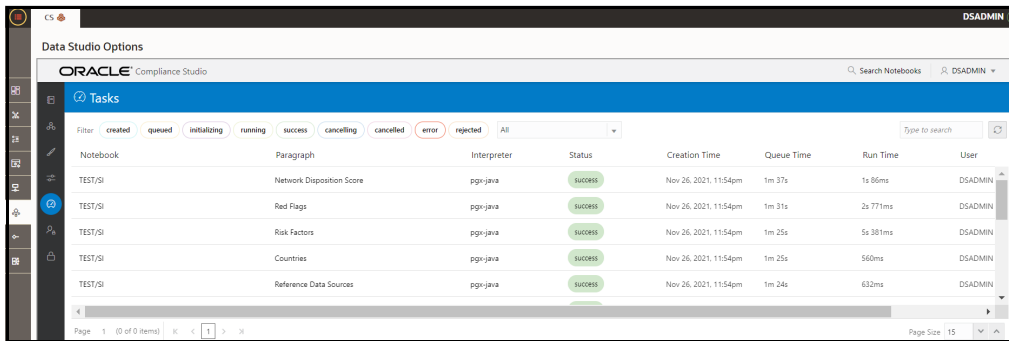 CS
DSADMIN
Data Studio Options
ORACLE Compliance Studio
Search Notebooks
DSADMIN
Tasks
Filter created queued initializing running success cancelling cancelled error rejected All Type to search
Notebook Paragraph Interpreter Status Creation Time Queue Time Run Time User
TEST/SI Network Disposition Score pgx-java success Nov 26, 2021, 11:54pm 1m 37s 1s 86ms DSADMIN
TEST/SI Red Flags pgx-java success Nov 26, 2021, 11:54pm 1m 31s 2s 771ms DSADMIN
TEST/SI Risk Factors pgx-java success Nov 26, 2021, 11:54pm 1m 25s 5s 381ms DSADMIN
TEST/SI Countries pgx-java success Nov 26, 2021, 11:54pm 1m 25s 560ms DSADMIN
TEST/SI Reference Data Sources pgx-java success Nov 26, 2021, 11:54pm 1m 24s 632ms DSADMIN
Page 1 (0 of 0 items) 1 Page Size 15